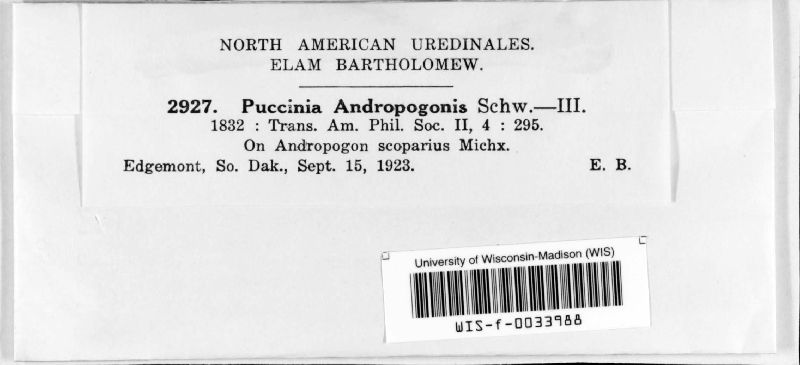 NORTH AMERICAN UREDINALES.
ELAM BARTHOLOMEW.
2927. Puccinia Andropogonis Schw.—III.
1832 : Trans. Am. Phil. Soc. II, 4 : 295.
On Andropogon scoparius Michx.
Edgemont, So. Dak., Sept. 15, 1923. E. B.
University of Wisconsin-Madison (WIS)
WIS-f-0033988